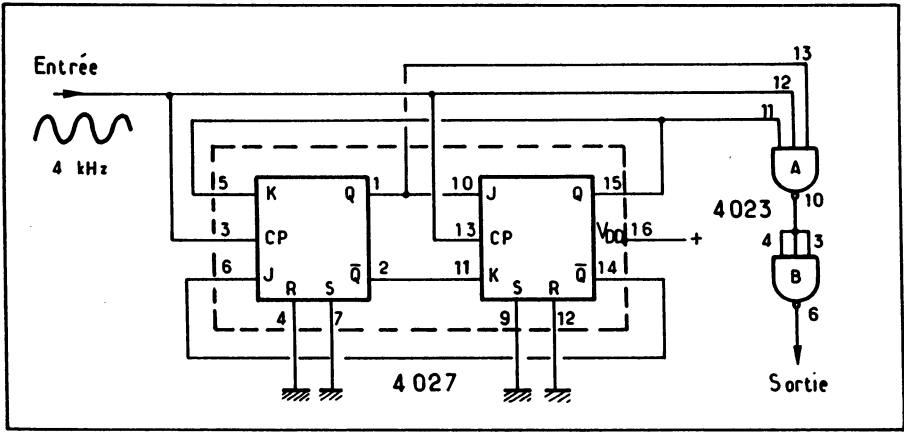 Entrée
4 kHz
13
12
11
5 K Q 1
10 J Q 15
3 CP
13 CP VDD 16 +
6 J Q̅ 2
11 K Q̅ 14
R S
S R
4 7
9 12
4027
4023
A
10
4 3
B
6
Sortie